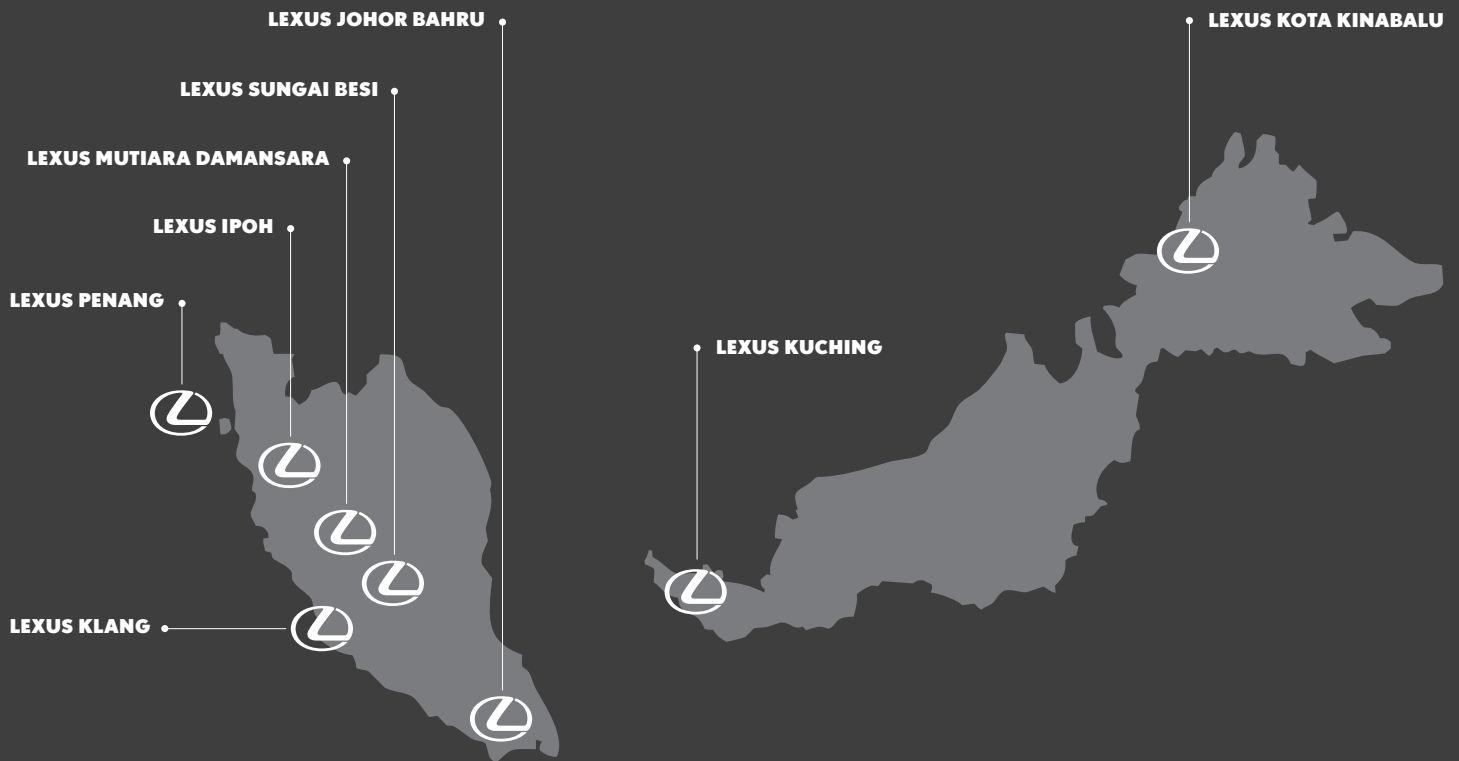 LEXUS JOHOR BAHRU
LEXUS KOTA KINABALU
LEXUS SUNGAI BESI
LEXUS MUTIARA DAMANSARA
LEXUS IPOH
LEXUS PENANG
LEXUS KUCHING
LEXUS KLANG